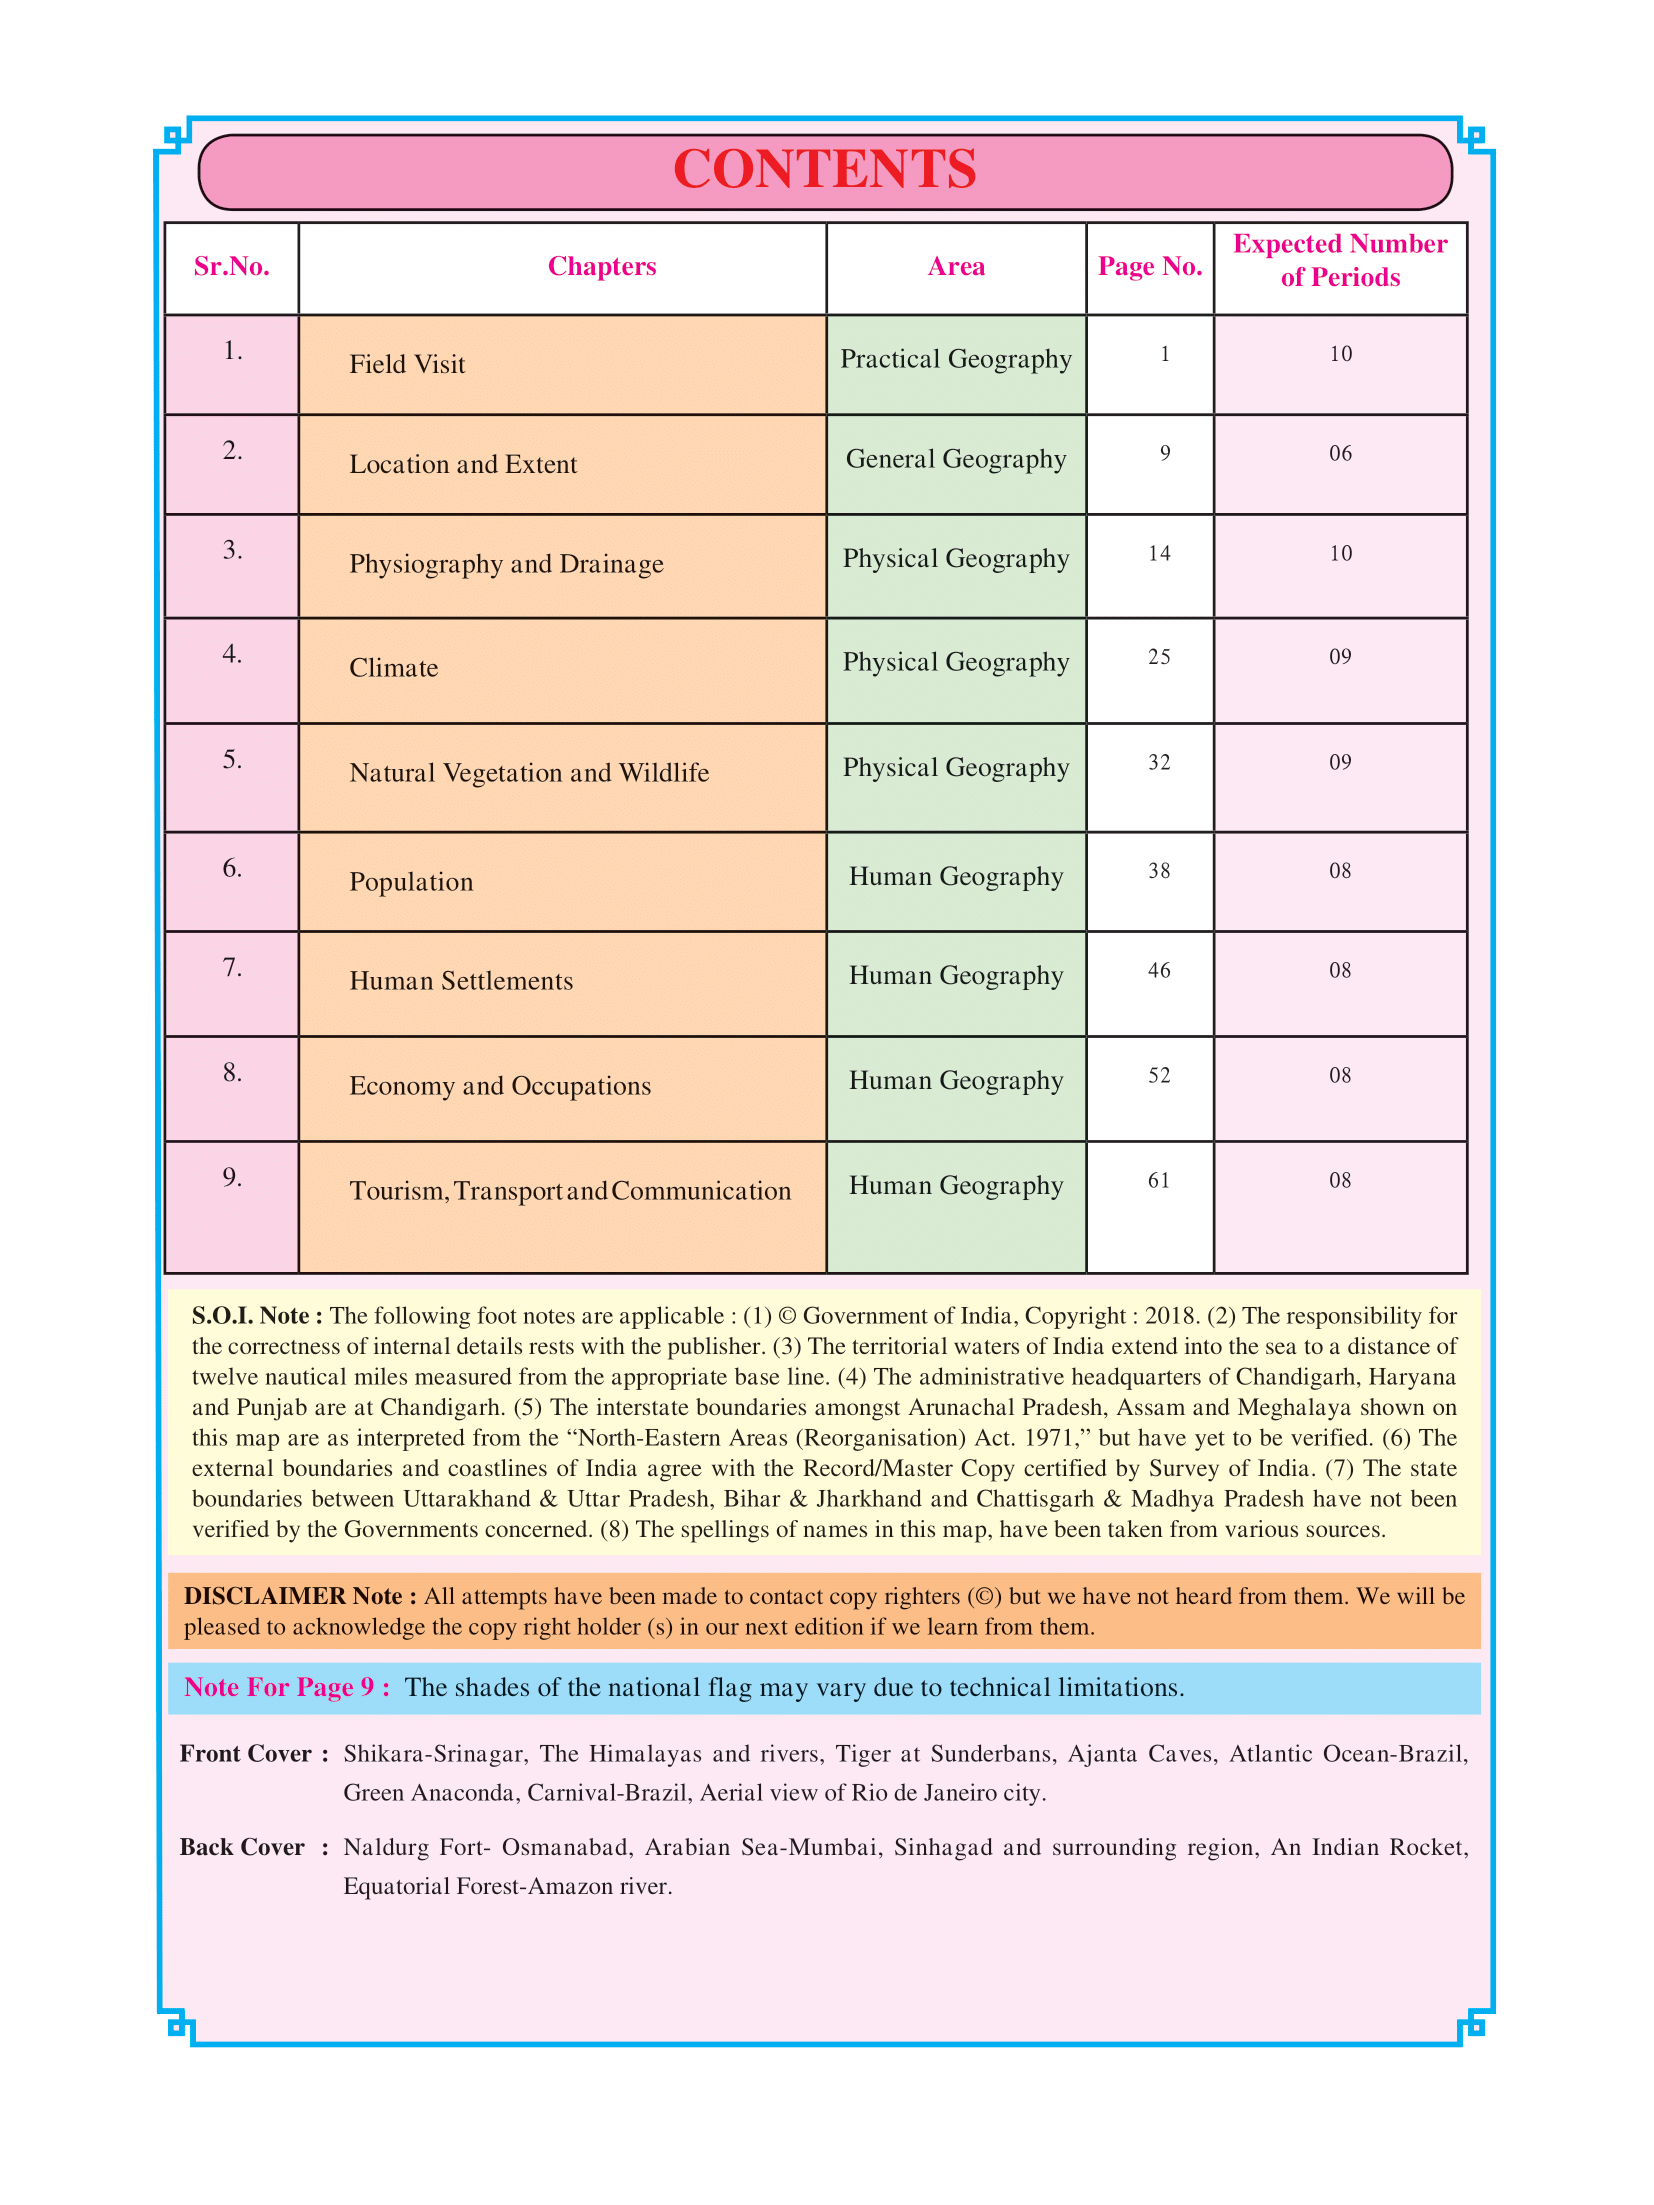 CONTENTS
Sr.No. Chapters Area Page No. Expected Number of Periods
1. Field Visit Practical Geography 1 10
2. Location and Extent General Geography 9 06
3. Physiography and Drainage Physical Geography 14 10
4. Climate Physical Geography 25 09
5. Natural Vegetation and Wildlife Physical Geography 32 09
6. Population Human Geography 38 08
7. Human Settlements Human Geography 46 08
8. Economy and Occupations Human Geography 52 08
9. Tourism, Transport and Communication Human Geography 61 08
S.O.I. Note : The following foot notes are applicable : (1) © Government of India, Copyright : 2018. (2) The responsibility for
the correctness of internal details rests with the publisher. (3) The territorial waters of India extend into the sea to a distance of
twelve nautical miles measured from the appropriate base line. (4) The administrative headquarters of Chandigarh, Haryana
and Punjab are at Chandigarh. (5) The interstate boundaries amongst Arunachal Pradesh, Assam and Meghalaya shown on
this map are as interpreted from the “North-Eastern Areas (Reorganisation) Act. 1971,” but have yet to be verified. (6) The
external boundaries and coastlines of India agree with the Record/Master Copy certified by Survey of India. (7) The state
boundaries between Uttarakhand & Uttar Pradesh, Bihar & Jharkhand and Chattisgarh & Madhya Pradesh have not been
verified by the Governments concerned. (8) The spellings of names in this map, have been taken from various sources.
DISCLAIMER Note : All attempts have been made to contact copy righters (©) but we have not heard from them. We will be
pleased to acknowledge the copy right holder (s) in our next edition if we learn from them.
Note For Page 9 : The shades of the national flag may vary due to technical limitations.
Front Cover : Shikara-Srinagar, The Himalayas and rivers, Tiger at Sunderbans, Ajanta Caves, Atlantic Ocean-Brazil,
Green Anaconda, Carnival-Brazil, Aerial view of Rio de Janeiro city.
Back Cover : Naldurg Fort- Osmanabad, Arabian Sea-Mumbai, Sinhagad and surrounding region, An Indian Rocket,
Equatorial Forest-Amazon river.